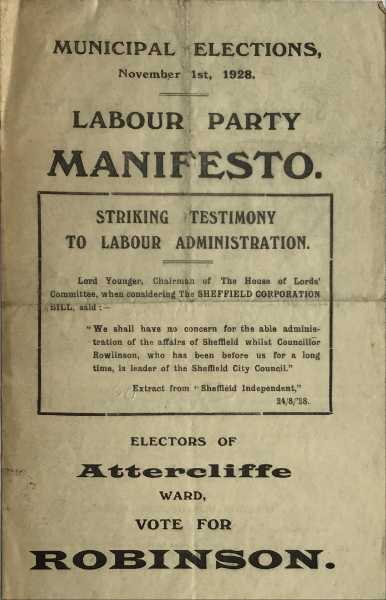 MUNICIPAL ELECTIONS,
November 1st, 1928.
LABOUR PARTY
MANIFESTO.
STRIKING TESTIMONY
TO LABOUR ADMINISTRATION.
Lord Younger, Chairman of The House of Lords'
Committee, when considering The SHEFFIELD CORPORATION
BILL, said :—
"We shall have no concern for the able adminis-
tration of the affairs of Sheffield whilst Councillor
Rowlinson, who has been before us for a long
time, is leader of the Sheffield City Council."
Extract from "Sheffield Independent,"
24/3/'28.
ELECTORS OF
Attercliffe
WARD,
VOTE FOR
ROBINSON.